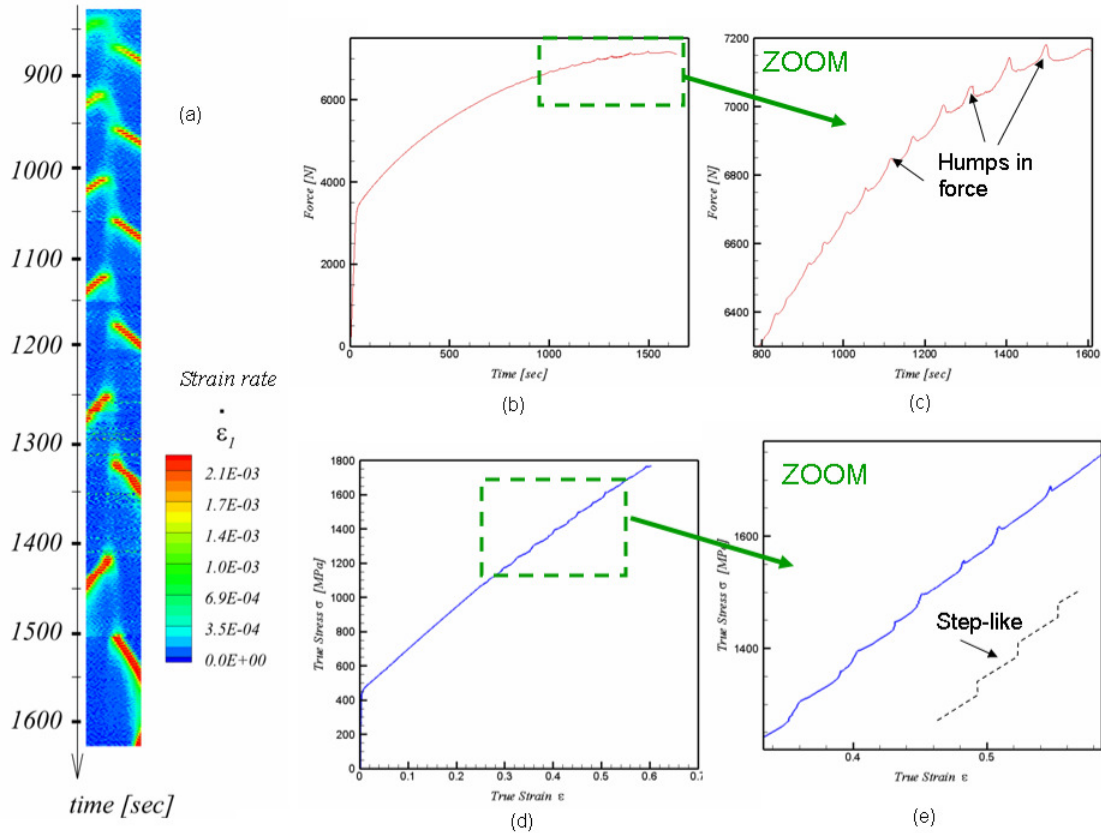 900
1000
1100
1200
1300
1400
1500
1600
time [sec]
(a)
Strain rate
ε̇1
2.1E-03
1.7E-03
1.4E-03
1.0E-03
6.9E-04
3.5E-04
0.0E+00
6000
4000
2000
0
Force [N]
0 500 1000 1500
Time [sec]
(b)
ZOOM
7200
7000
6800
6600
6400
Force [N]
Humps in
force
800 1000 1200 1400 1600
Time [sec]
(c)
1800
1600
1400
1200
1000
800
600
400
200
0
True Stress σ [MPa]
0 0.1 0.2 0.3 0.4 0.5 0.6 0.7
True Strain ε
(d)
ZOOM
1600
1400
True Stress σ [MPa]
Step-like
0.4 0.5
True Strain ε
(e)